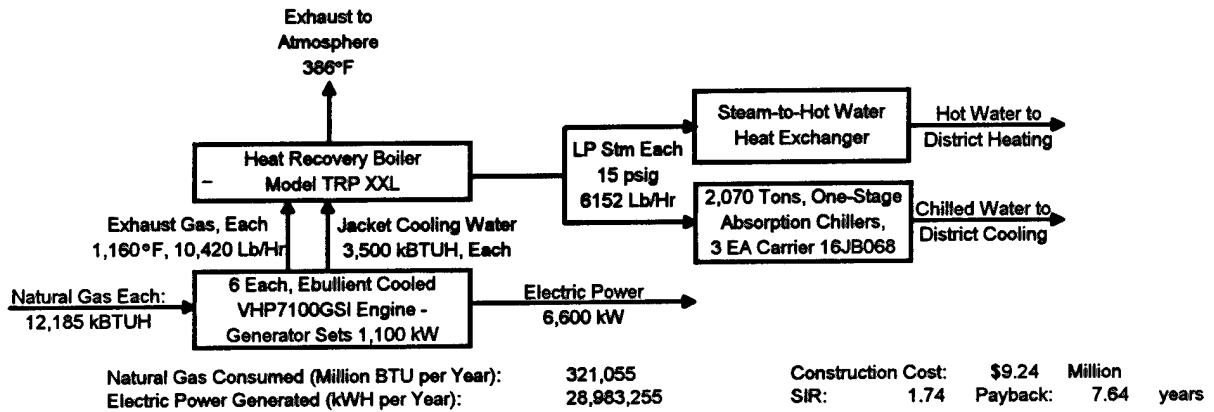 Exhaust to
Atmosphere
386°F
Heat Recovery Boiler
Model TRP XXL
LP Stm Each
15 psig
6152 Lb/Hr
Steam-to-Hot Water
Heat Exchanger
Hot Water to
District Heating
2,070 Tons, One-Stage
Absorption Chillers,
3 EA Carrier 16JB068
Chilled Water to
District Cooling
Exhaust Gas, Each
1,160°F, 10,420 Lb/Hr
Jacket Cooling Water
3,500 kBTUH, Each
Natural Gas Each:
12,185 kBTUH
6 Each, Ebullient Cooled
VHP7100GSI Engine -
Generator Sets 1,100 kW
Electric Power
6,600 kW
Natural Gas Consumed (Million BTU per Year): 321,055
Electric Power Generated (kWH per Year): 28,983,255
Construction Cost: $9.24 Million
SIR: 1.74 Payback: 7.64 years